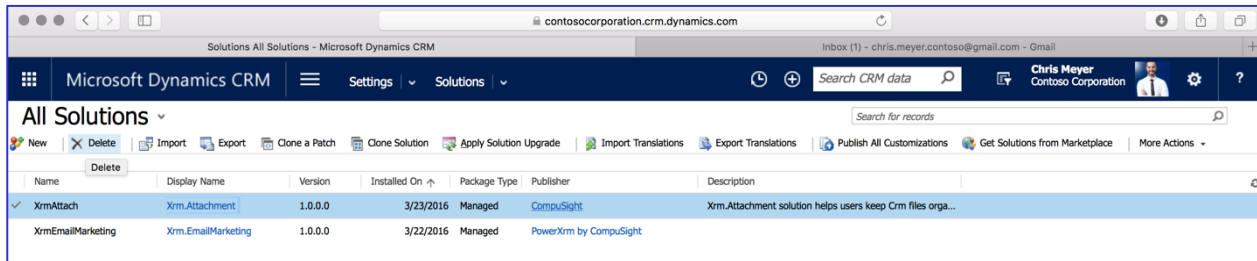 contosocorporation.crm.dynamics.com
Solutions All Solutions - Microsoft Dynamics CRM Inbox (1) - chris.meyer.contoso@gmail.com - Gmail
Microsoft Dynamics CRM Settings Solutions Search CRM data Chris Meyer
Contoso Corporation ?
All Solutions Search for records
New Delete Import Export Clone a Patch Clone Solution Apply Solution Upgrade Import Translations Export Translations Publish All Customizations Get Solutions from Marketplace More Actions
Delete
Name Display Name Version Installed On Package Type Publisher Description
XrmAttach Xrm.Attachment 1.0.0.0 3/23/2016 Managed CompuSight Xrm.Attachment solution helps users keep Crm files orga...
XrmEmailMarketing Xrm.EmailMarketing 1.0.0.0 3/22/2016 Managed PowerXrm by CompuSight